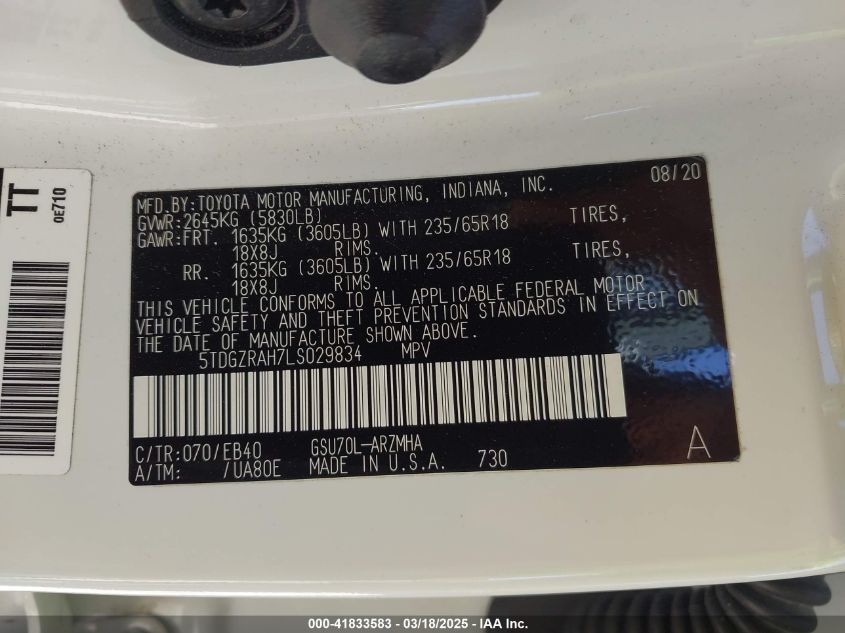 TT
0E710
MFD.BY:TOYOTA MOTOR MANUFACTURING, INDIANA, INC. 08/20
GVWR:2645KG (5830LB)
GAWR:FRT. 1635KG (3605LB) WITH 235/65R18 TIRES,
18X8J RIMS.
RR. 1635KG (3605LB) WITH 235/65R18 TIRES,
18X8J RIMS.
THIS VEHICLE CONFORMS TO ALL APPLICABLE FEDERAL MOTOR
VEHICLE SAFETY AND THEFT PREVENTION STANDARDS IN EFFECT ON
THE DATE OF MANUFACTURE SHOWN ABOVE.
5TDGZRAH7LS029834 MPV
C/TR:070/EB40 GSU70L-ARZMHA
A/TM: /UA80E MADE IN U.S.A. 730
A
000-41833583 - 03/18/2025 - IAA Inc.